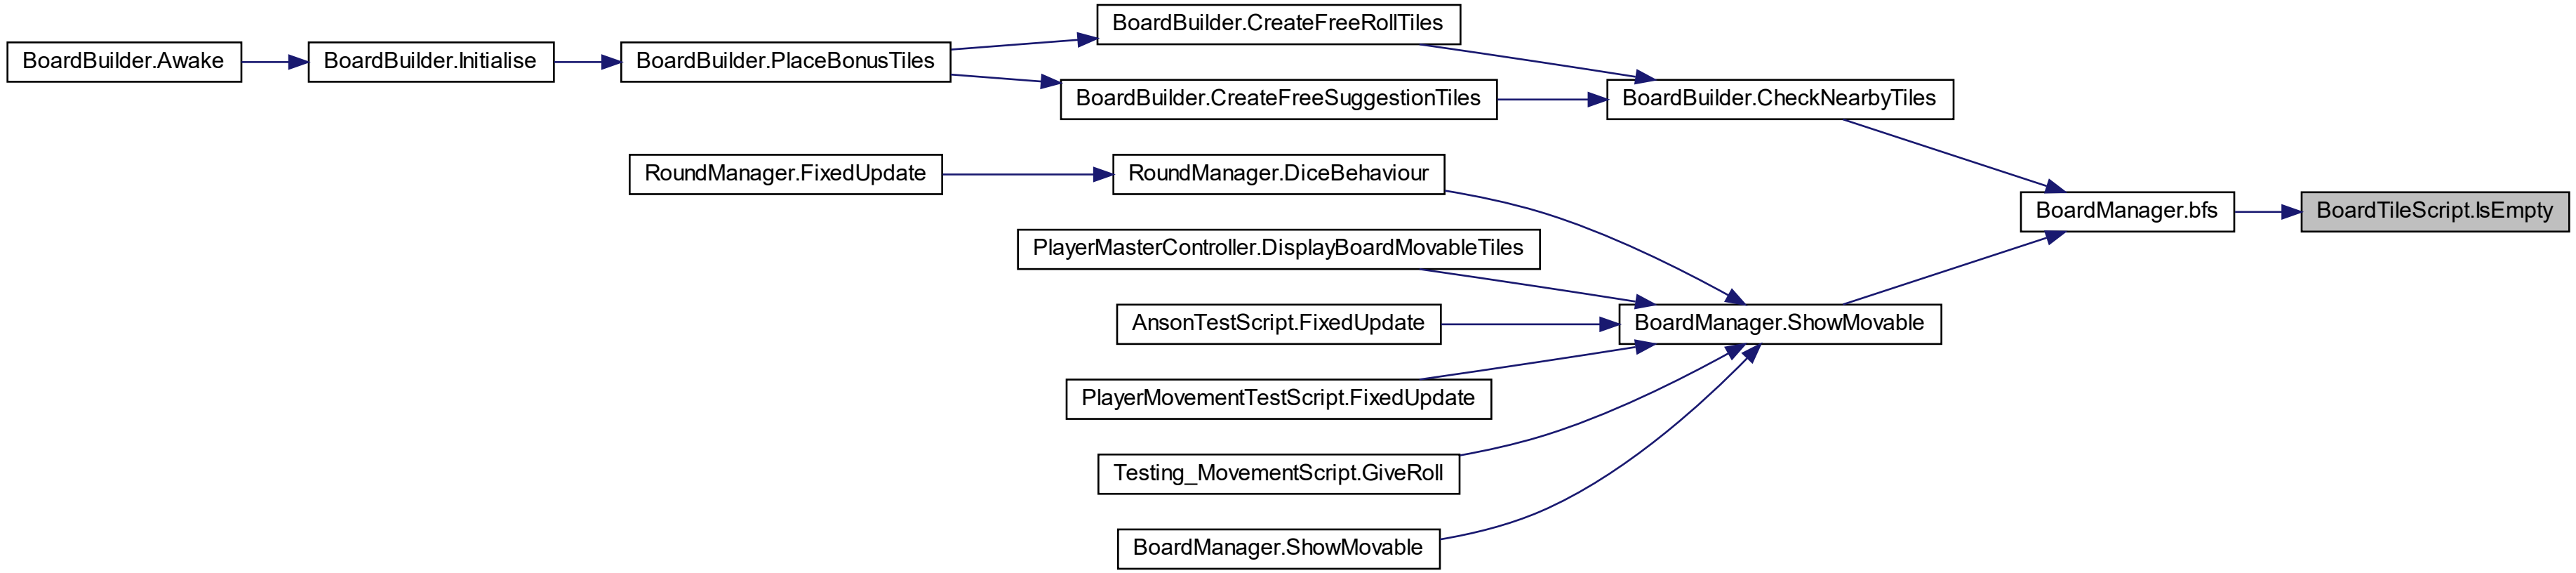 BoardBuilder.CreateFreeRollTiles
BoardBuilder.Awake
BoardBuilder.Initialise
BoardBuilder.PlaceBonusTiles
BoardBuilder.CreateFreeSuggestionTiles
BoardBuilder.CheckNearbyTiles
RoundManager.FixedUpdate
RoundManager.DiceBehaviour
BoardManager.bfs
BoardTileScript.IsEmpty
PlayerMasterController.DisplayBoardMovableTiles
AnsonTestScript.FixedUpdate
BoardManager.ShowMovable
PlayerMovementTestScript.FixedUpdate
Testing_MovementScript.GiveRoll
BoardManager.ShowMovable